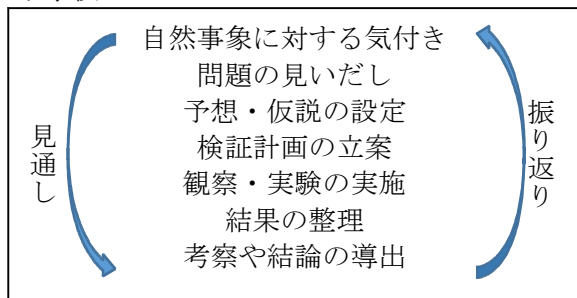 自然事象に対する気付き
問題の見いだし
予想・仮説の設定
検証計画の立案
観察・実験の実施
結果の整理
考察や結論の導出
見通し
振り返り